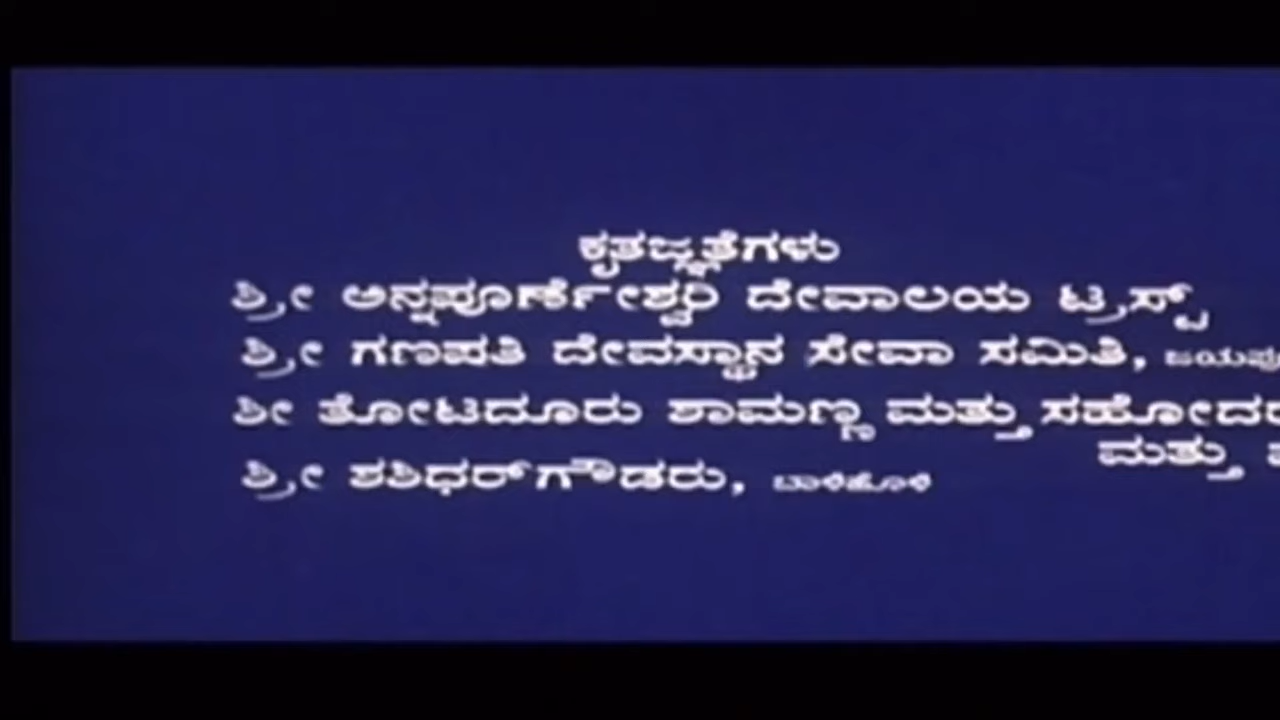 ಕೃತಜ್ಞತೆಗಳು
ಶ್ರೀ ಅನ್ನಪೂರ್ಣೇಶ್ವರಿ ದೇವಾಲಯ ಟ್ರಸ್ಟ್
ಶ್ರೀ ಗಣಪತಿ ದೇವಸ್ಥಾನ ಸೇವಾ ಸಮಿತಿ,
ಶೀ ತೋಟದೂರು ಶಾಮಣ್ಣ ಮತ್ತು
ಮತ್ತು
ಶ್ರೀ ಶಶಿಧರ್‌ಗೌಡರು,